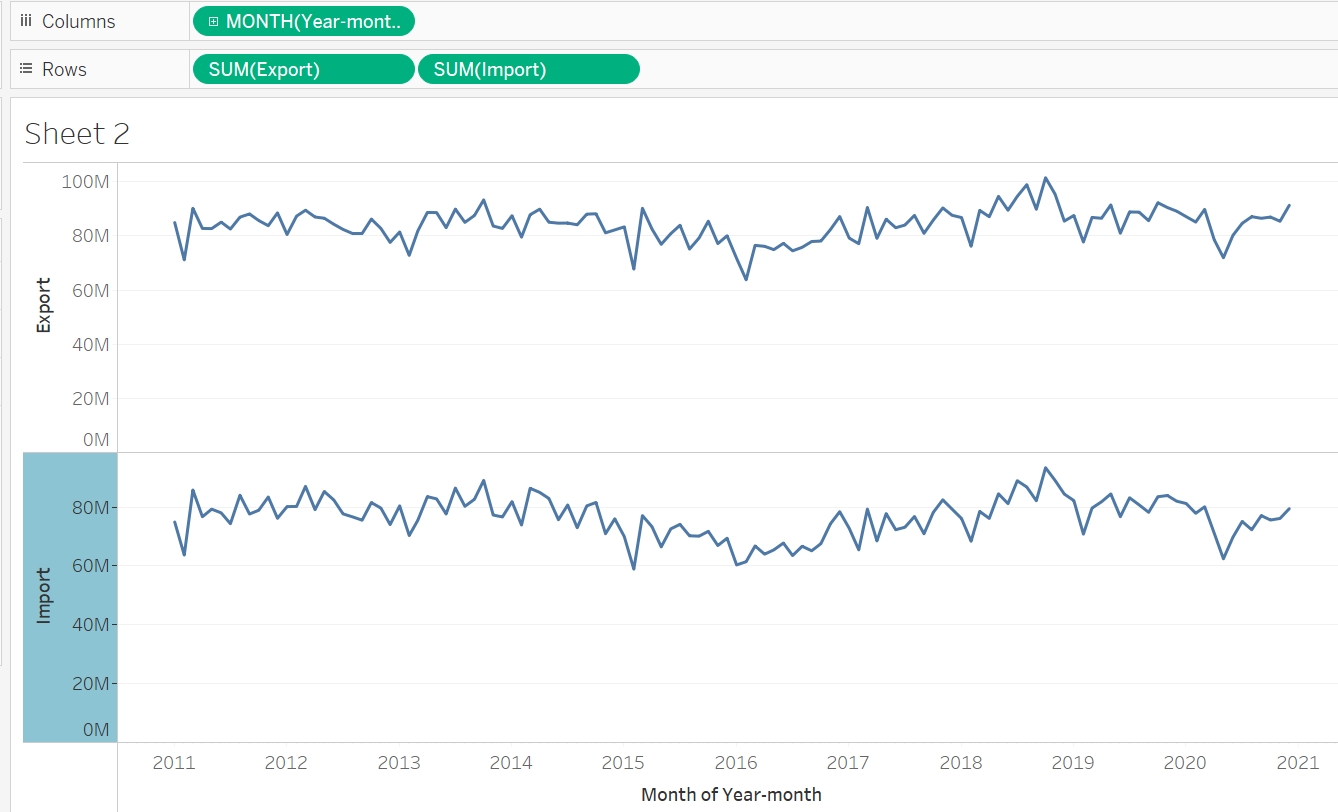 Columns MONTH(Year-mont..
Rows SUM(Export) SUM(Import)
Sheet 2
100M
80M
60M
40M
20M
0M
Export
80M
60M
40M
20M
0M
Import
2011 2012 2013 2014 2015 2016 2017 2018 2019 2020 2021
Month of Year-month